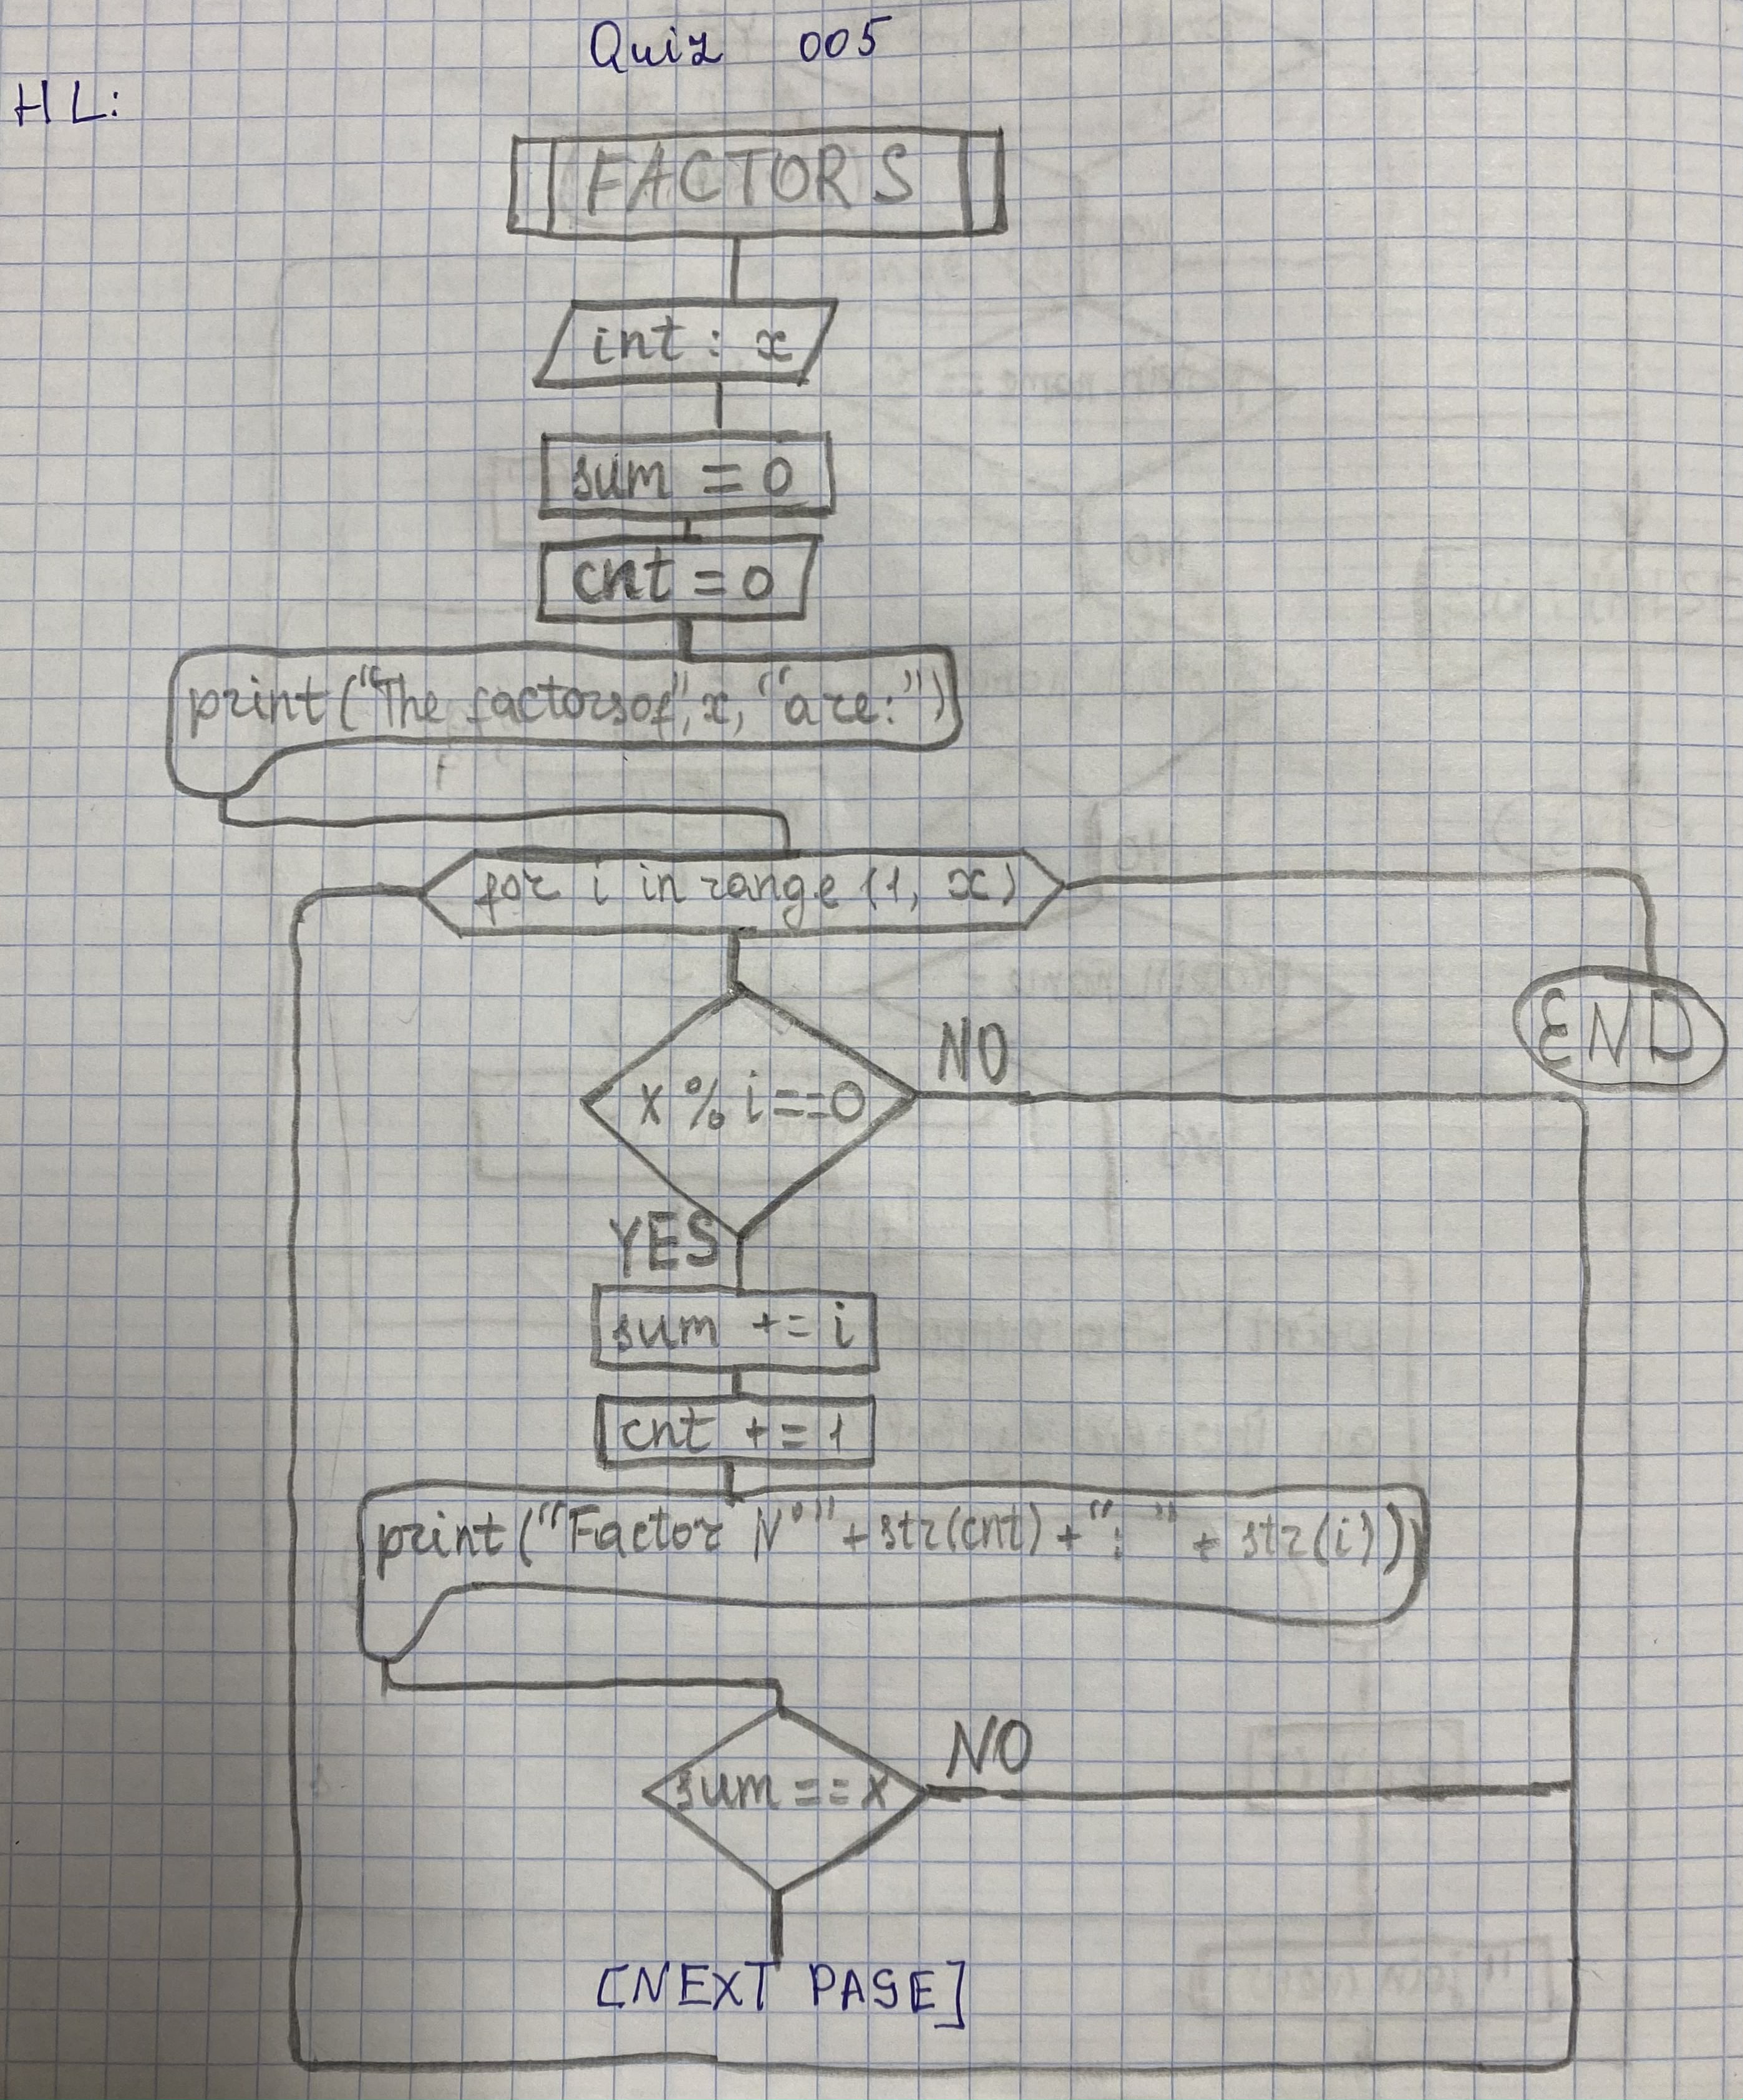 Quiz 005
HL:
FACTORS
int : x
sum = 0
cnt = 0
print("The factorsof", x, "are:")
for i in range (1, x)
END
x % i==0
NO
YES
sum += i
cnt += 1
print("Factor N°" + str(cnt) + ": " + str(i))
NO
sum == x
[NEXT PAGE]